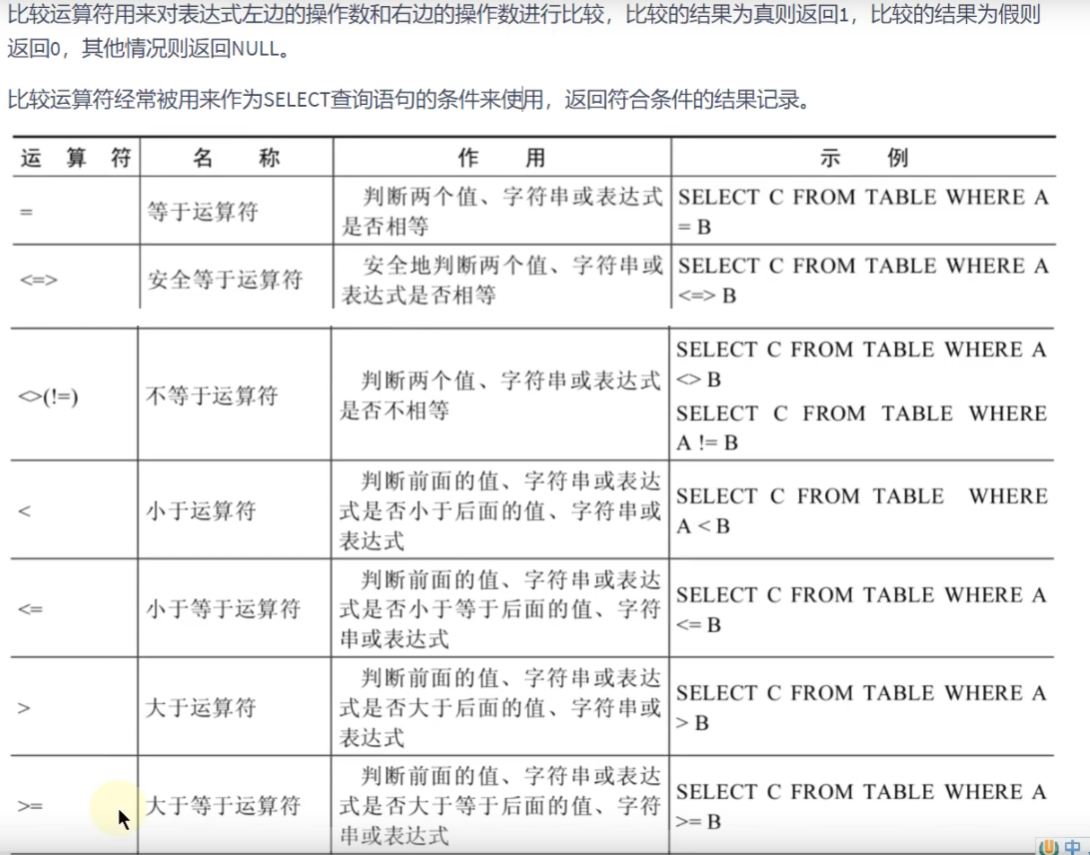 比较运算符用来对表达式左边的操作数和右边的操作数进行比较，比较的结果为真则返回1，比较的结果为假则
返回0，其他情况则返回NULL。
比较运算符经常被用来作为SELECT查询语句的条件来使用，返回符合条件的结果记录。
运 算 符 名 称 作 用 示 例
=
等于运算符
判断两个值、字符串或表达式
是否相等
SELECT C FROM TABLE WHERE A
= B
<=>
安全等于运算符
安全地判断两个值、字符串或
表达式是否相等
SELECT C FROM TABLE WHERE A
<=> B
<>(!=)
不等于运算符
判断两个值、字符串或表达式
是否不相等
SELECT C FROM TABLE WHERE A
<> B
SELECT C FROM TABLE WHERE
A != B
<
小于运算符
判断前面的值、字符串或表达
式是否小于后面的值、字符串或
表达式
SELECT C FROM TABLE WHERE
A < B
<=
小于等于运算符
判断前面的值、字符串或表达
式是否小于等于后面的值、字符
串或表达式
SELECT C FROM TABLE WHERE A
<= B
>
大于运算符
判断前面的值、字符串或表达
式是否大于后面的值、字符串或
表达式
SELECT C FROM TABLE WHERE A
> B
>=
大于等于运算符
判断前面的值、字符串或表达
式是否大于等于后面的值、字符
串或表达式
SELECT C FROM TABLE WHERE A
>= B
中